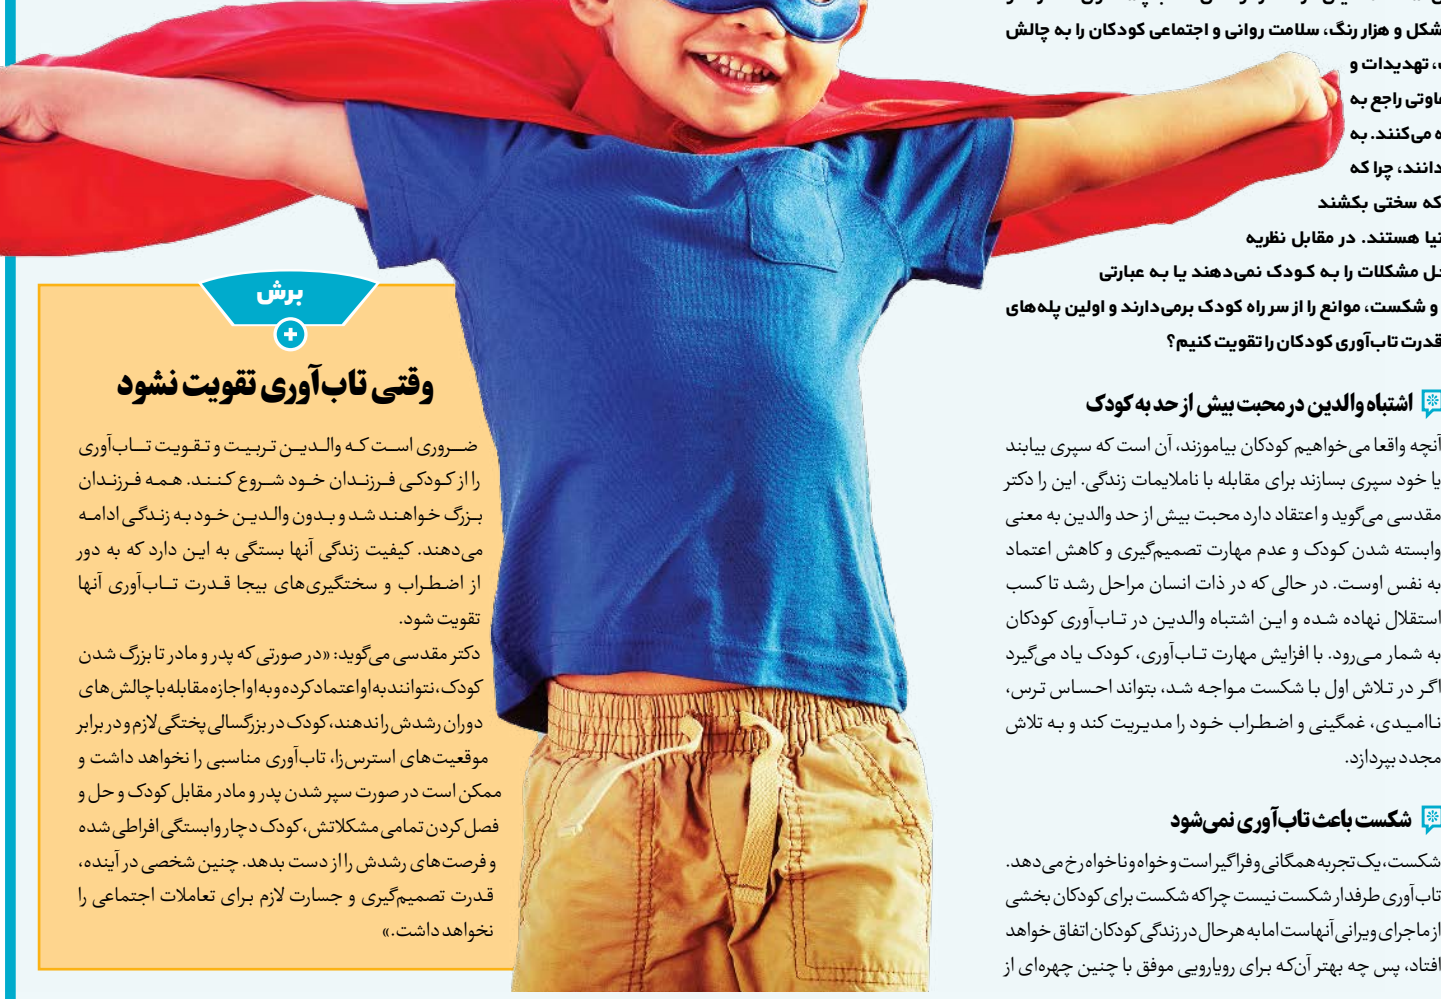 شکل و هزار رنگ، سلامت روانی و اجتماعی کودکان را به چالش
، تهدیدات و
راجع به
می‌کنند. به
دانند، چرا که
که سختی بکشند
هستند. در مقابل نظریه
مشکلات را به کودک نمی‌دهند یا به عبارتی
و شکست، موانع را از سر راه کودک برمی‌دارند و اولین پله‌های
قدرت تاب‌آوری کودکان را تقویت کنیم؟
اشتباه والدین در محبت بیش از حد به کودک
آنچه واقعا می‌خواهیم کودکان بیاموزند، آن است که سپری بیابند
یا خود سپری بسازند برای مقابله با ناملایمات زندگی. این را دکتر
مقدسی می‌گوید و اعتقاد دارد محبت بیش از حد والدین به معنی
وابسته شدن کودک و عدم مهارت تصمیم‌گیری و کاهش اعتماد
به نفس اوست. در حالی که در ذات انسان مراحل رشد تا کسب
استقلال نهاده شده و این اشتباه والدین در تاب‌آوری کودکان
به شمار می‌رود. با افزایش مهارت تاب‌آوری، کودک یاد می‌گیرد
اگر در تلاش اول با شکست مواجه شد، بتواند احساس ترس،
ناامیدی، غمگینی و اضطراب خود را مدیریت کند و به تلاش
مجدد بپردازد.
شکست باعث تاب‌آوری نمی‌شود
شکست، یک تجربه همگانی و فراگیر است و خواه و ناخواه رخ می‌دهد.
تاب‌آوری طرفدار شکست نیست چراکه شکست برای کودکان بخشی
از ماجرای ویرانی آنهاست اما به هر حال در زندگی کودکان اتفاق خواهد
افتاد، پس چه بهتر آن‌که برای رویارویی موفق با چنین چهره‌ای از
برش
وقتی تاب‌آوری تقویت نشود
ضروری است که والدین تربیت و تقویت تاب‌آوری
را از کودکی فرزندان خود شروع کنند. همه فرزندان
بزرگ خواهند شد و بدون والدین خود به زندگی ادامه
می‌دهند. کیفیت زندگی آنها بستگی به این دارد که به دور
از اضطراب و سختگیری‌های بیجا قدرت تاب‌آوری آنها
تقویت شود.
دکتر مقدسی می‌گوید: «در صورتی که پدر و مادر تا بزرگ شدن
کودک، نتوانند به او اعتماد کرده و به او اجازه مقابله با چالش‌های
دوران رشدش را ندهند، کودک در بزرگسالی پختگی لازم و در برابر
موقعیت‌های استرس‌زا، تاب‌آوری مناسبی را نخواهد داشت و
ممکن است در صورت سپر شدن پدر و مادر مقابل کودک و حل و
فصل کردن تمامی مشکلاتش، کودک دچار وابستگی افراطی شده
و فرصت‌های رشدش را از دست بدهد. چنین شخصی در آینده،
قدرت تصمیم‌گیری و جسارت لازم برای تعاملات اجتماعی را
نخواهد داشت.»